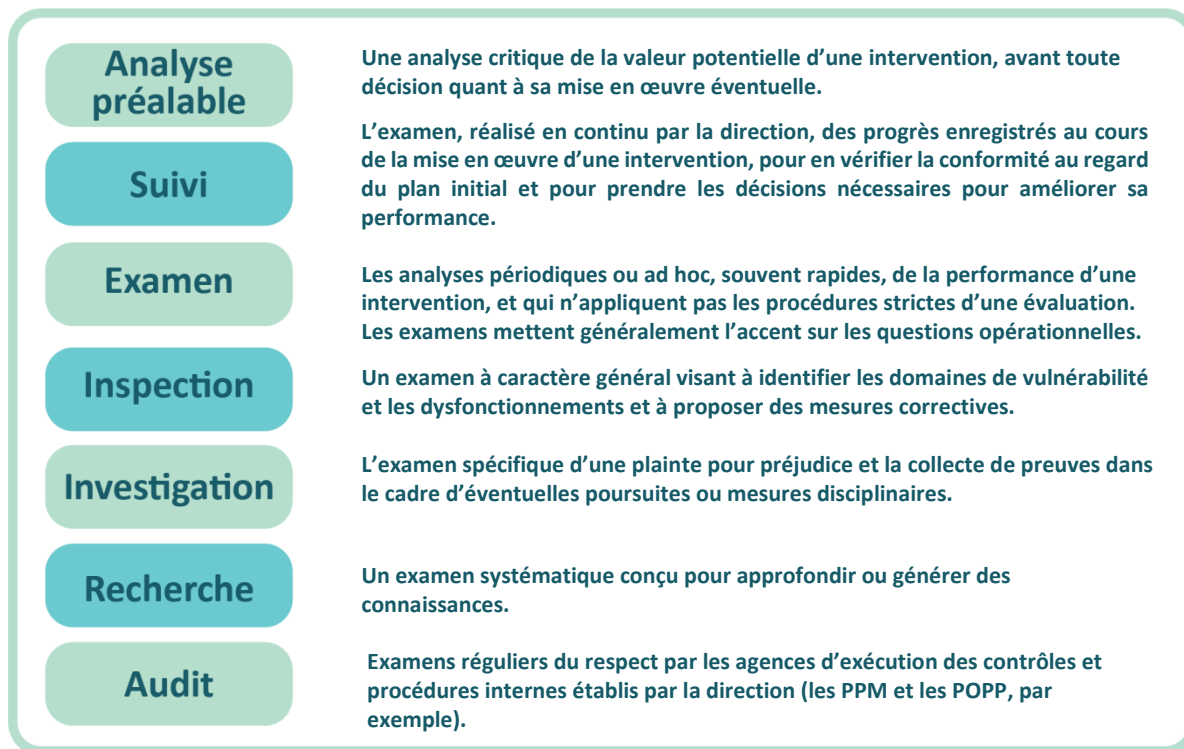 Analyse
préalable
Une analyse critique de la valeur potentielle d’une intervention, avant toute
décision quant à sa mise en œuvre éventuelle.
Suivi
L’examen, réalisé en continu par la direction, des progrès enregistrés au cours
de la mise en œuvre d’une intervention, pour en vérifier la conformité au regard
du plan initial et pour prendre les décisions nécessaires pour améliorer sa
performance.
Examen
Les analyses périodiques ou ad hoc, souvent rapides, de la performance d’une
intervention, et qui n’appliquent pas les procédures strictes d’une évaluation.
Les examens mettent généralement l’accent sur les questions opérationnelles.
Inspection
Un examen à caractère général visant à identifier les domaines de vulnérabilité
et les dysfonctionnements et à proposer des mesures correctives.
Investigation
L’examen spécifique d’une plainte pour préjudice et la collecte de preuves dans
le cadre d’éventuelles poursuites ou mesures disciplinaires.
Recherche
Un examen systématique conçu pour approfondir ou générer des
connaissances.
Audit
Examens réguliers du respect par les agences d’exécution des contrôles et
procédures internes établis par la direction (les PPM et les POPP, par
exemple).